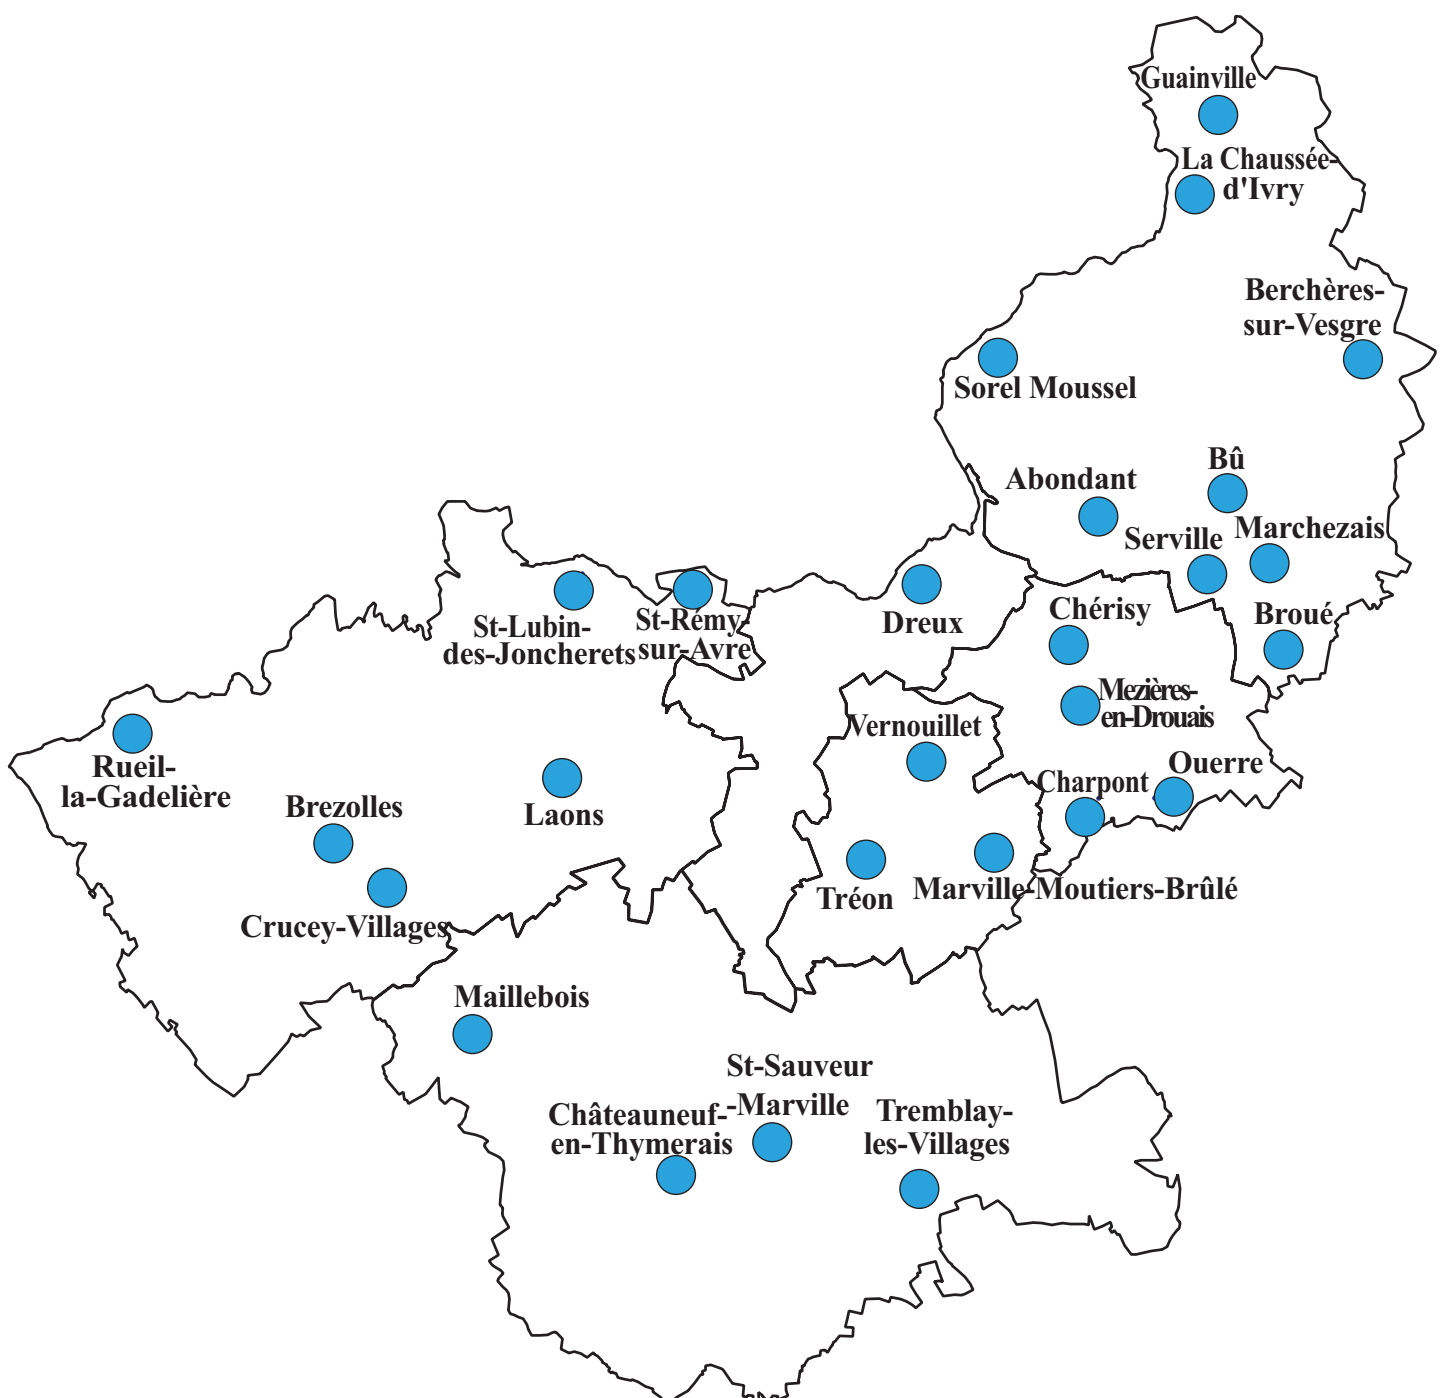 Guainville
La Chaussée-
d'Ivry
Berchères-
sur-Vesgre
Sorel Moussel
Bû
Abondant
Marchezais
Serville
Chérisy
Broué
Dreux
St-Lubin-
des-Joncherets
St-Rémy-
sur-Avre
Mezières-
en-Drouais
Vernouillet
Ouerre
Charpont
Rueil-
la-Gadelière
Brezolles
Laons
Crucey-Villages
Tréon
Marville-Moutiers-Brûlé
Maillebois
St-Sauveur
-Marville
Châteauneuf-
en-Thymerais
Tremblay-
les-Villages